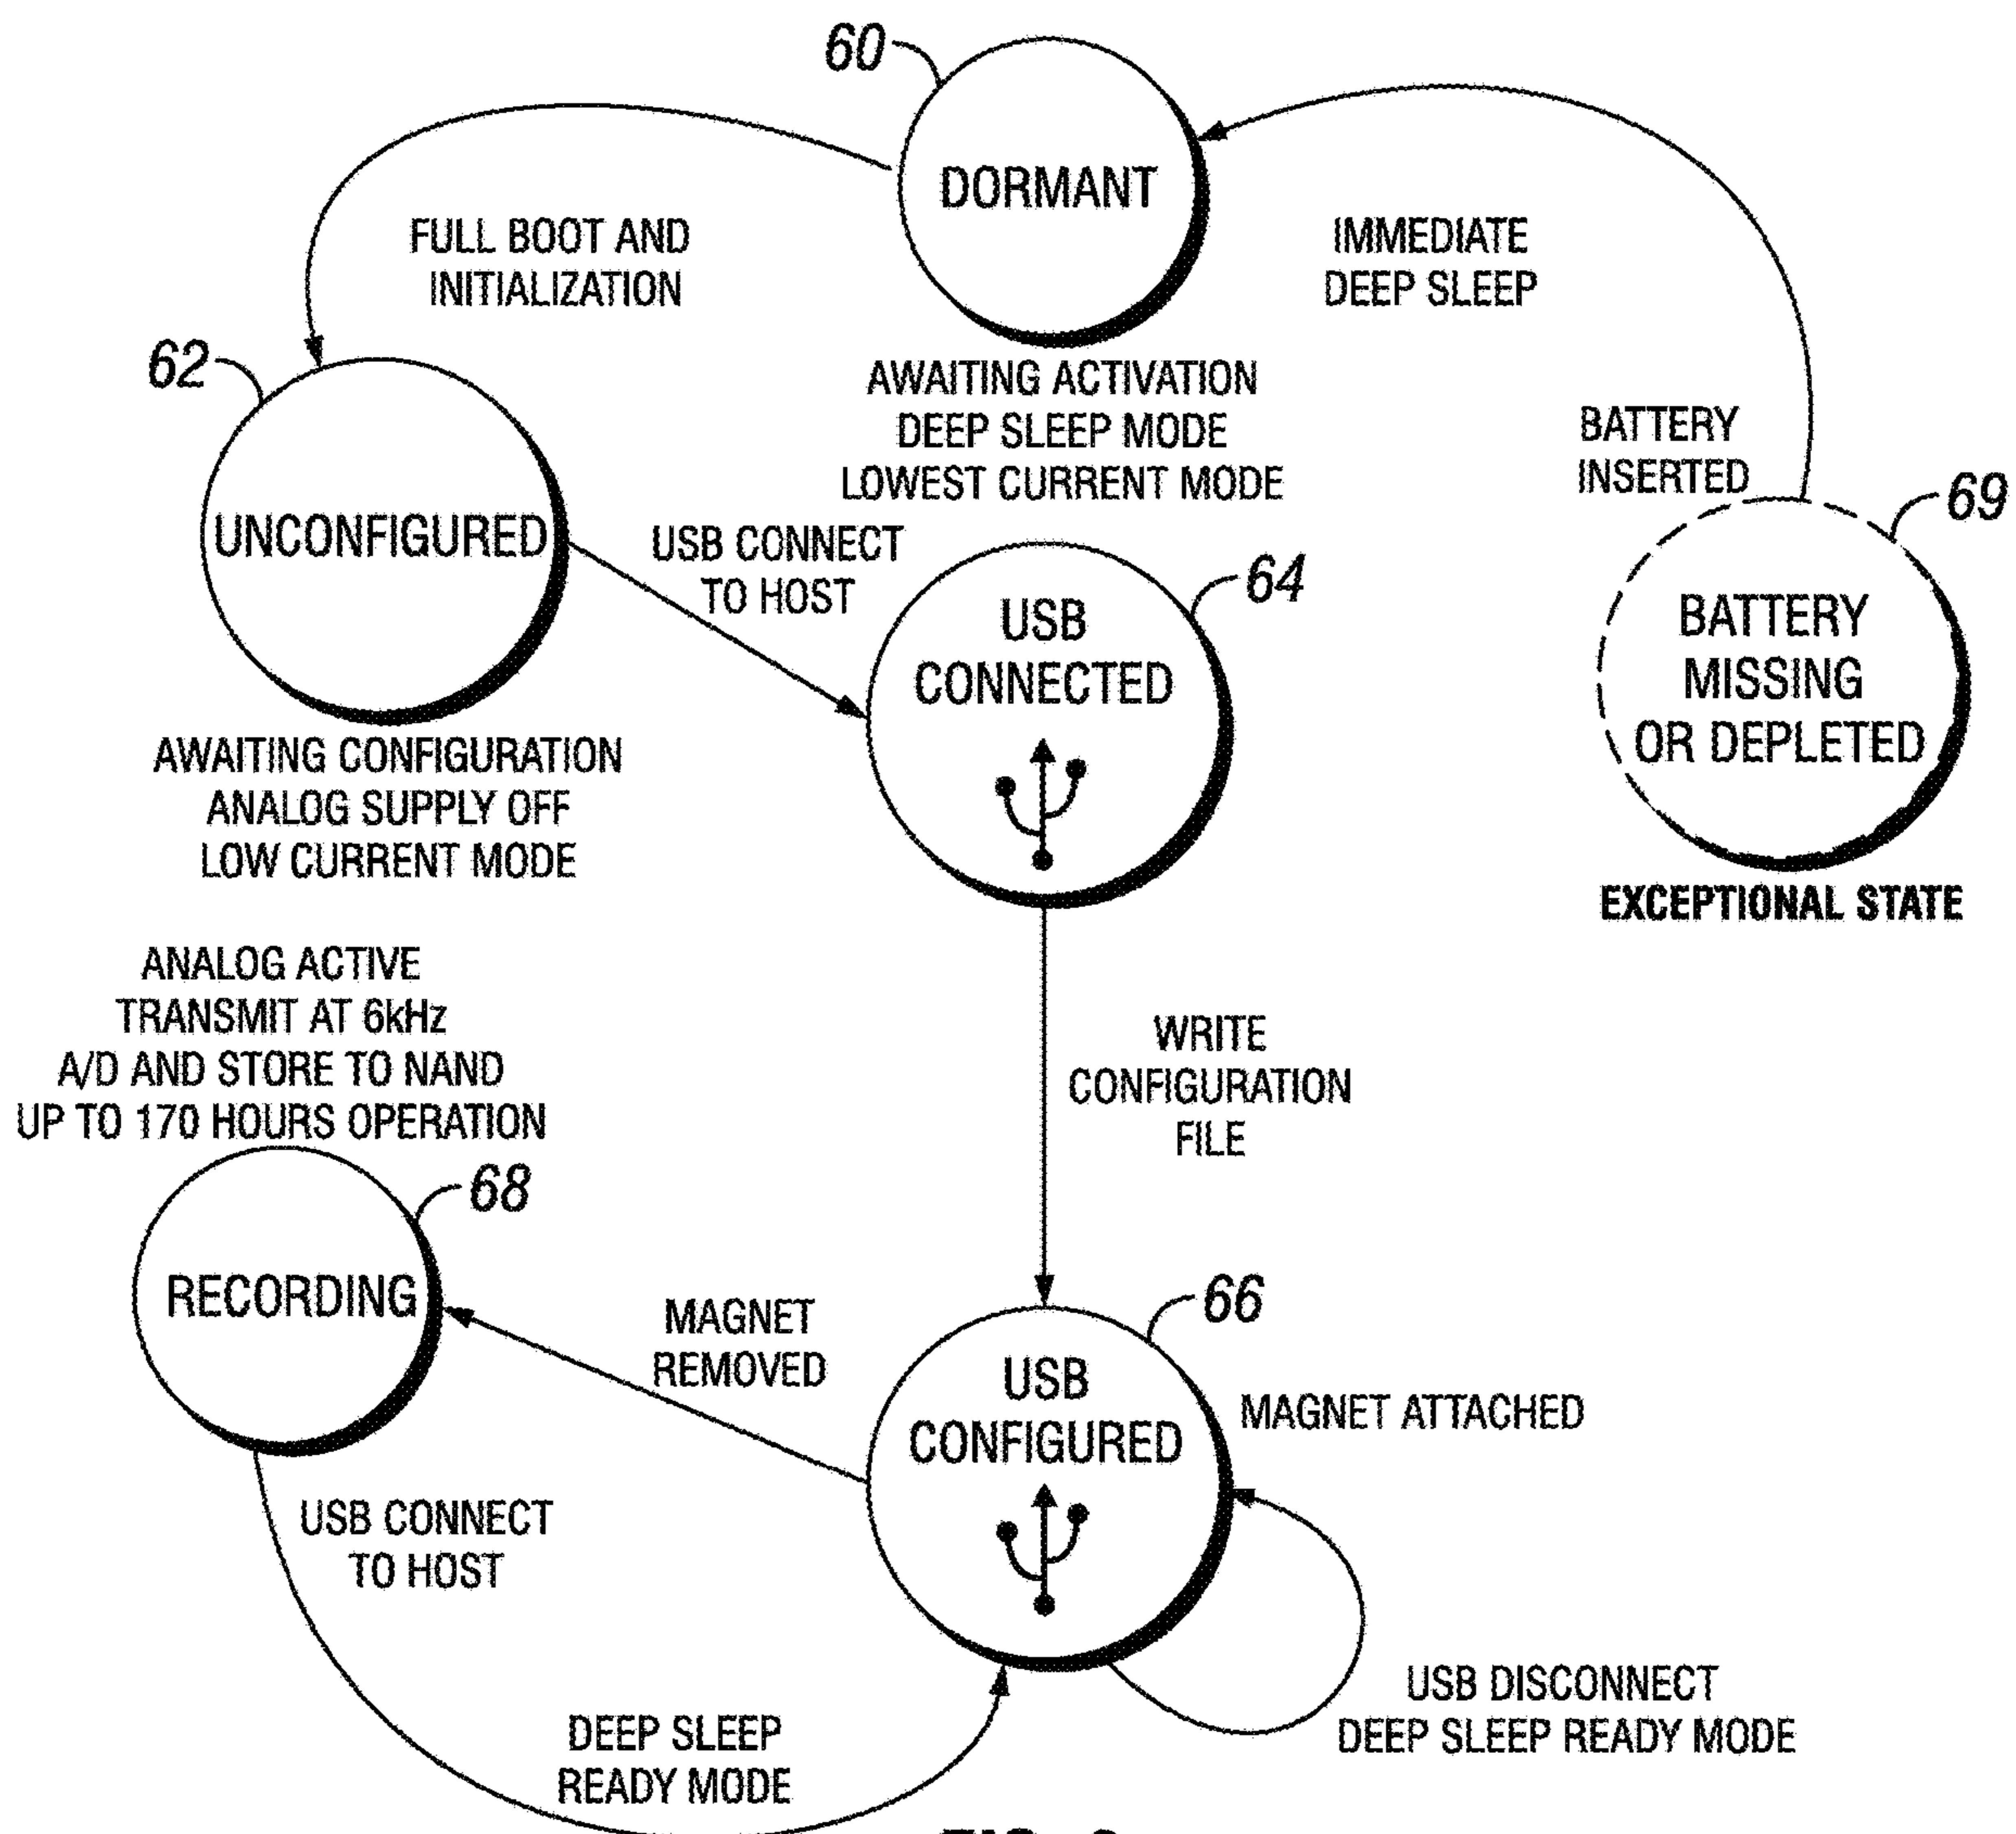 60
DORMANT
FULL BOOT AND
INITIALIZATION
IMMEDIATE
DEEP SLEEP
62
AWAITING ACTIVATION
DEEP SLEEP MODE
LOWEST CURRENT MODE
BATTERY
INSERTED
69
UNCONFIGURED
USB CONNECT
TO HOST
64
USB
CONNECTED
BATTERY
MISSING
OR DEPLETED
AWAITING CONFIGURATION
ANALOG SUPPLY OFF
LOW CURRENT MODE
EXCEPTIONAL STATE
ANALOG ACTIVE
TRANSMIT AT 6kHz
A/D AND STORE TO NAND
UP TO 170 HOURS OPERATION
WRITE
CONFIGURATION
FILE
68
RECORDING
MAGNET
REMOVED
66
USB
CONFIGURED
MAGNET ATTACHED
USB CONNECT
TO HOST
DEEP SLEEP
READY MODE
USB DISCONNECT
DEEP SLEEP READY MODE